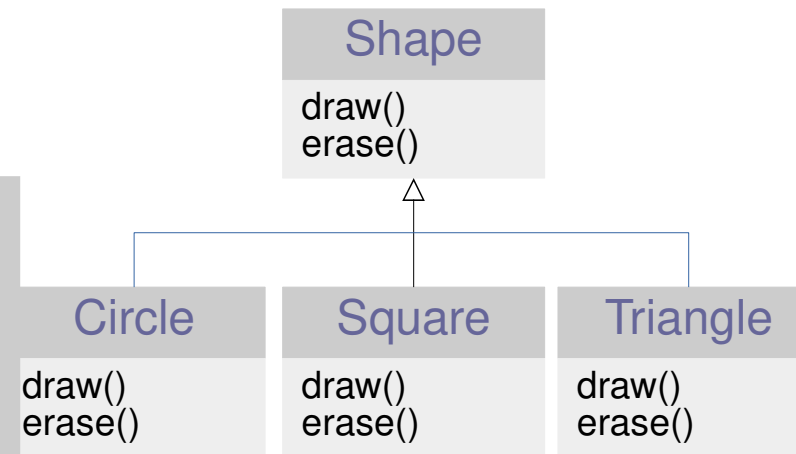 Shape
draw()
erase()
Circle
draw()
erase()
Square
draw()
erase()
Triangle
draw()
erase()